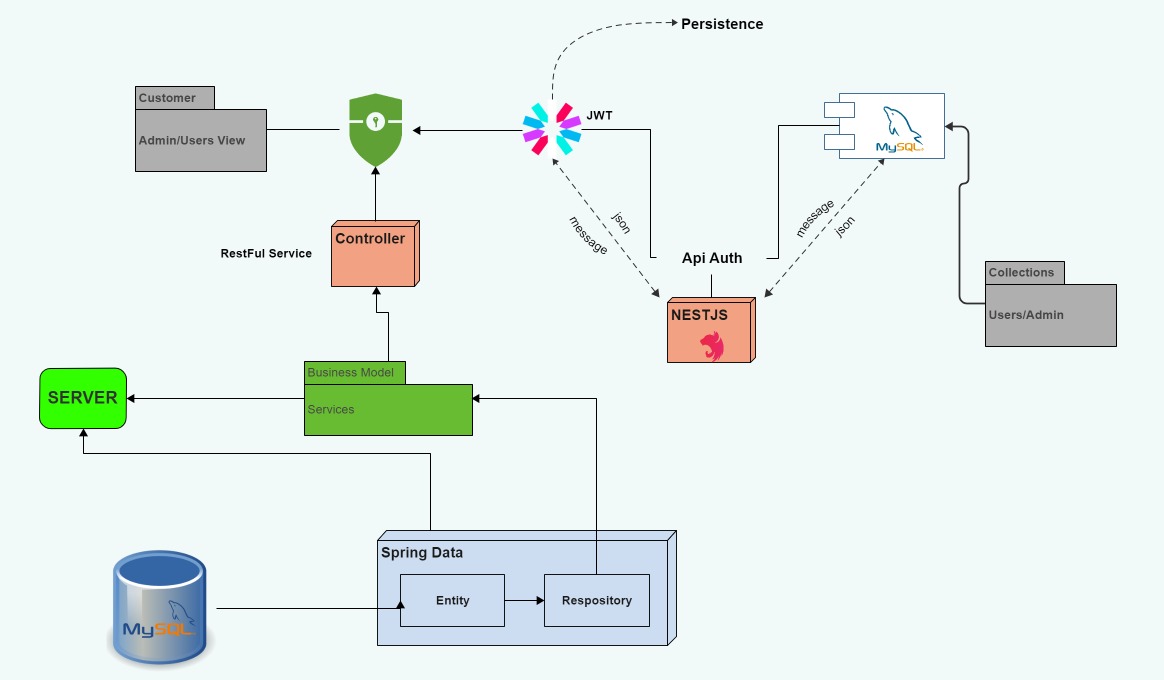 Persistence
Customer
Admin/Users View
JWT
MySQL
message
json
message
json
RestFul Service
Controller
Api Auth
Collections
Users/Admin
NESTJS
Business Model
Services
SERVER
Spring Data
Entity
Respository
MySQL